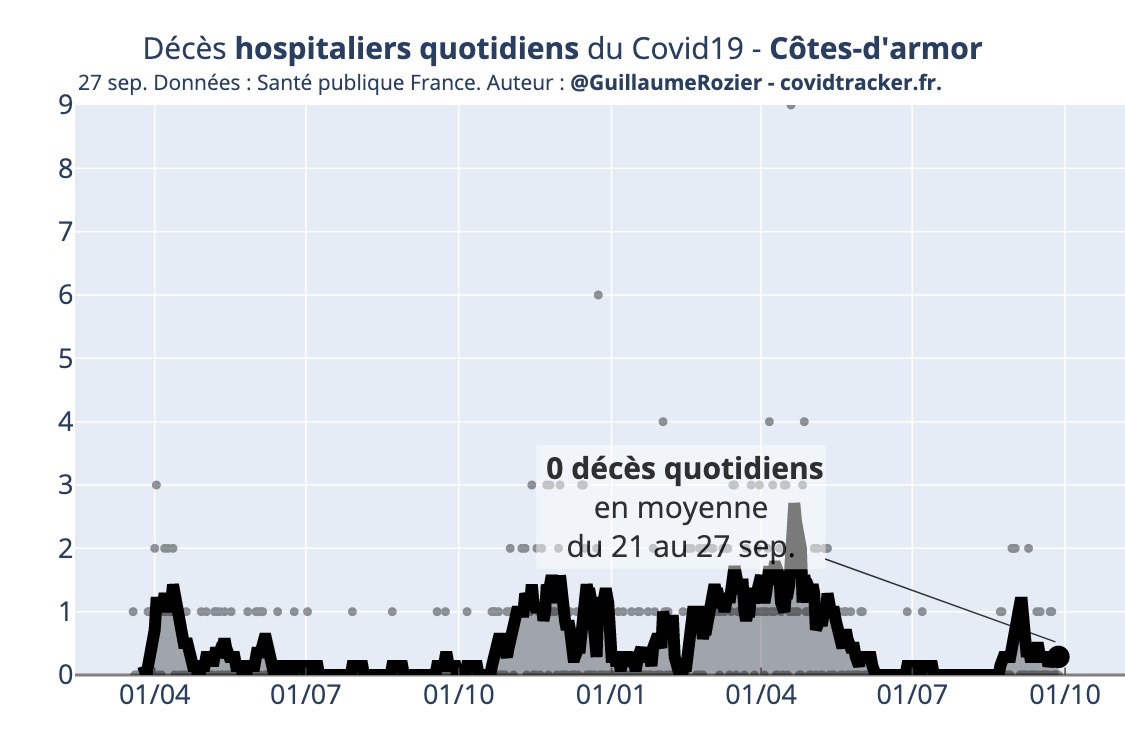 Décès hospitaliers quotidiens du Covid19 - Côtes-d'armor
27 sep. Données : Santé publique France. Auteur : @GuillaumeRozier - covidtracker.fr.
9
8
7
6
5
4
3
2
1
0
0 décès quotidiens
en moyenne
du 21 au 27 sep.
01/04 01/07 01/10 01/01 01/04 01/07 01/10